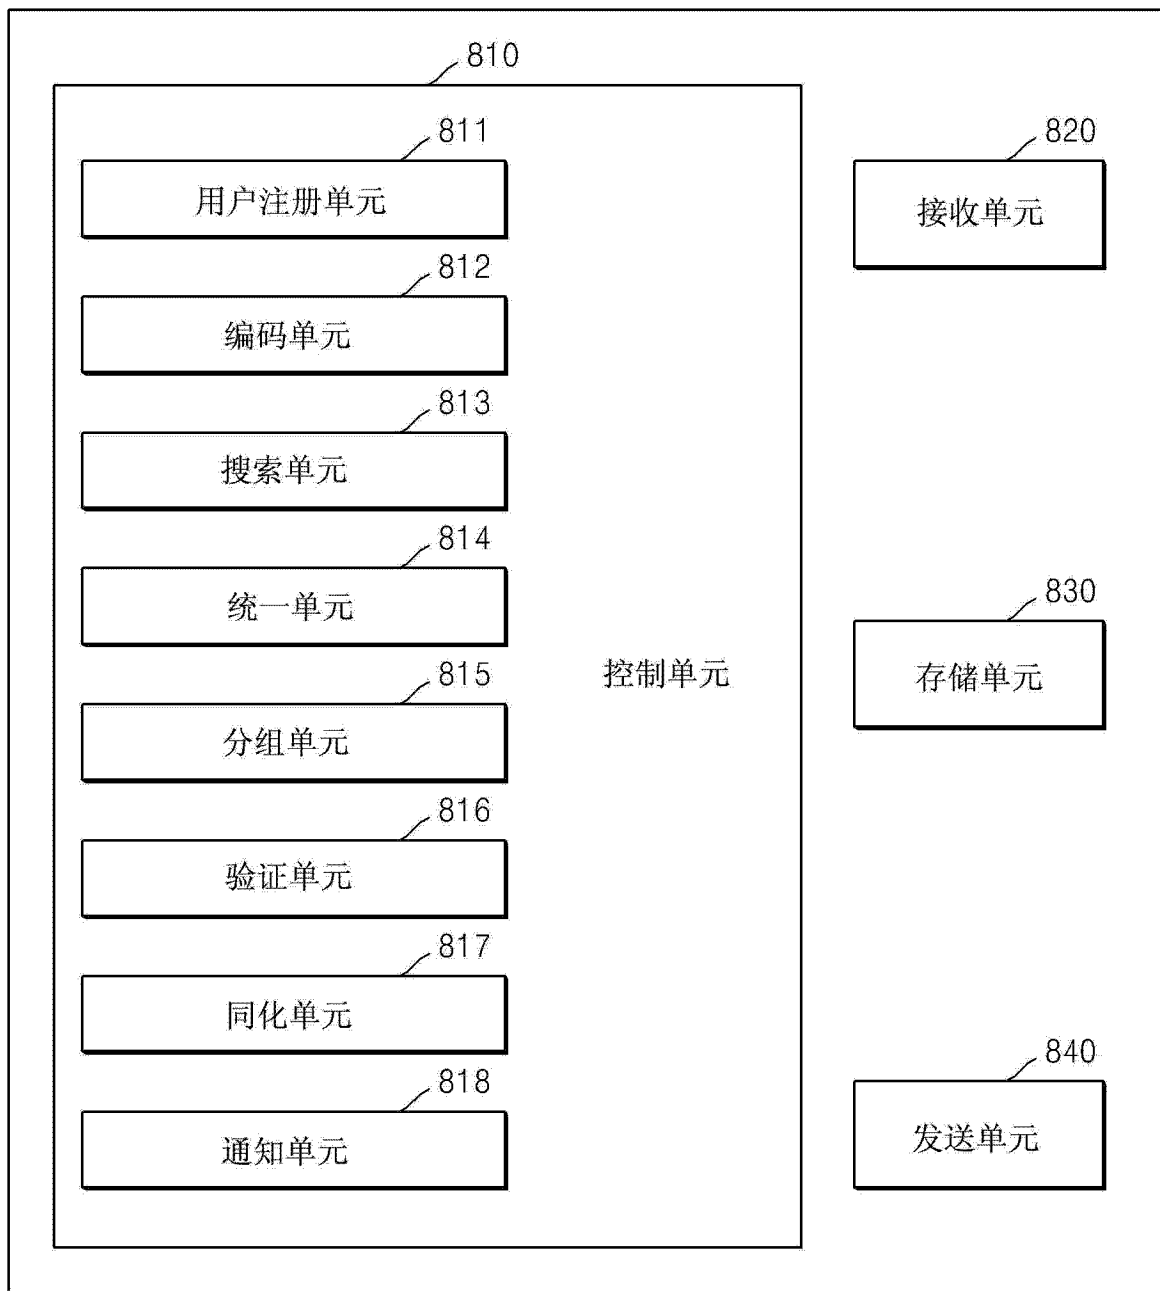 810
811
用户注册单元
812
编码单元
813
搜索单元
814
统一单元
815
分组单元
816
验证单元
817
同化单元
818
通知单元
控制单元
820
接收单元
830
存储单元
840
发送单元